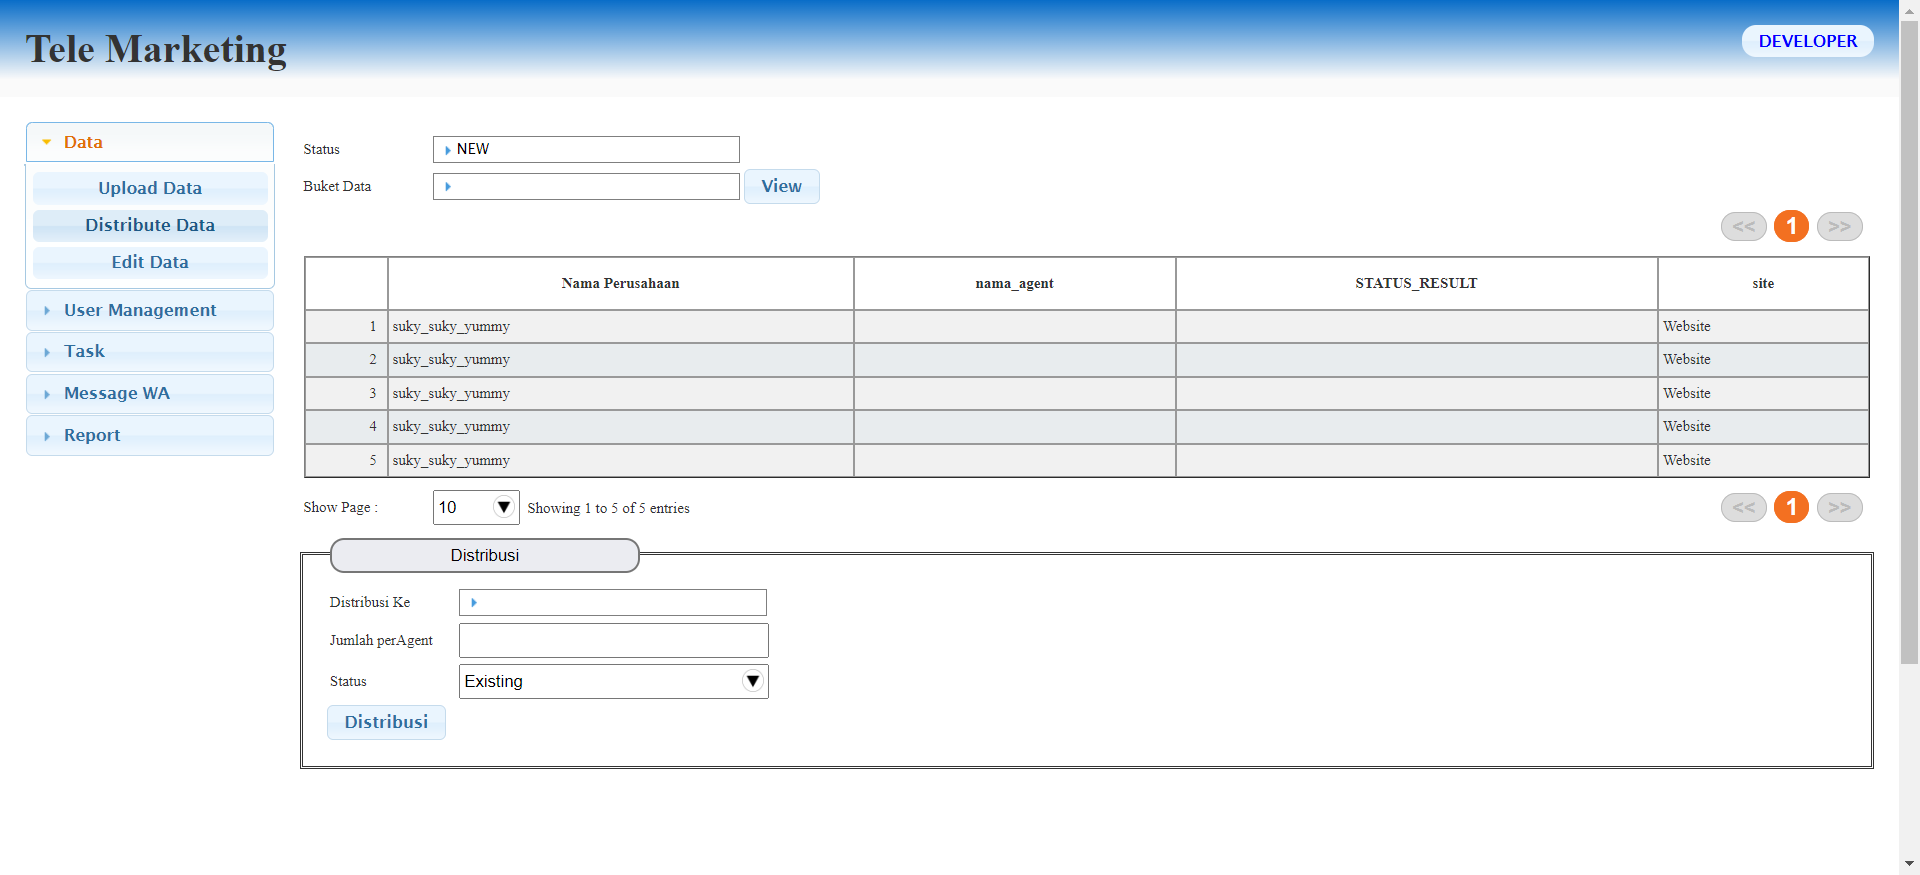 Tele Marketing
DEVELOPER
Data
Upload Data
Distribute Data
Edit Data
User Management
Task
Message WA
Report
Status NEW
Buket Data View
<< 1 >>
Nama Perusahaan nama_agent STATUS_RESULT site
1 suky_suky_yummy Website
2 suky_suky_yummy Website
3 suky_suky_yummy Website
4 suky_suky_yummy Website
5 suky_suky_yummy Website
Show Page : 10 Showing 1 to 5 of 5 entries
<< 1 >>
Distribusi
Distribusi Ke
Jumlah perAgent
Status Existing
Distribusi